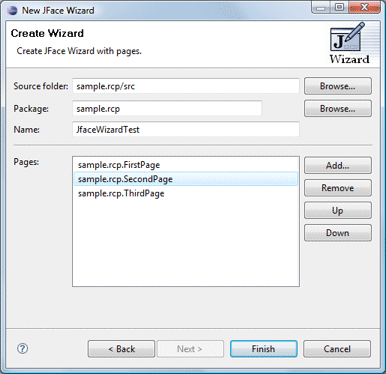 New JFace Wizard
Create Wizard
Create JFace Wizard with pages.
J
Wizard
Source folder: sample.rcp/src Browse...
Package: sample.rcp Browse...
Name: JfaceWizardTest
Pages: sample.rcp.FirstPage Add...
sample.rcp.SecondPage Remove
sample.rcp.ThirdPage Up
Down
? < Back Next > Finish Cancel